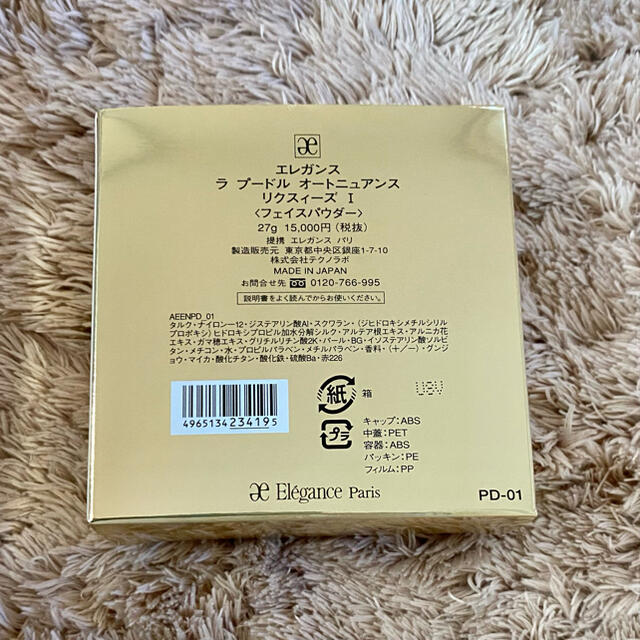 æ
エレガンス
ラ プードル オートニュアンス
リクスィーズ I
〈フェイスパウダー〉
27g 15,000円(税抜)
提携 エレガンス パリ
製造販売元 東京都中央区銀座1-7-10
株式会社テクノラボ
MADE IN JAPAN
お問合せ先 0120-766-995
説明書をよく読んでからお使いください。
AEENPD_01
タルク・ナイロン-12・ジステアリン酸Al・スクワラン・(ジヒドロキシメチルシリル
プロポキシ)ヒドロキシプロピル加水分解シルク・アルテア根エキス・アルニカ花
エキス・ガマ穂エキス・グリチルリチン酸2K・パール・BG・イソステアリン酸ソルビ
タン・メチコン・水・プロピルパラベン・メチルパラベン・香料・(+/-)・グンジ
ョウ・マイカ・酸化チタン・酸化鉄・硫酸Ba・赤226
4965134234195
紙 箱
プラ
キャップ:ABS
中蓋:PET
容器:ABS
パッキン:PE
フィルム:PP
æ Elégance Paris
PD-01